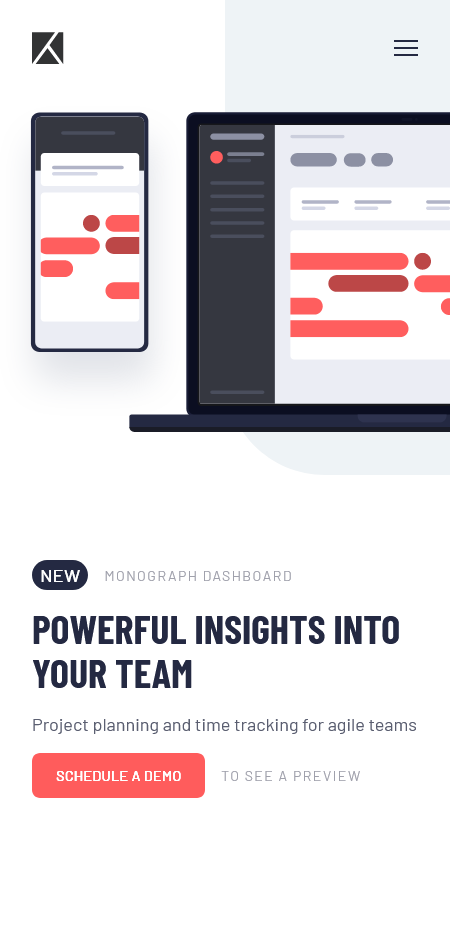 NEW MONOGRAPH DASHBOARD
POWERFUL INSIGHTS INTO
YOUR TEAM
Project planning and time tracking for agile teams
SCHEDULE A DEMO TO SEE A PREVIEW